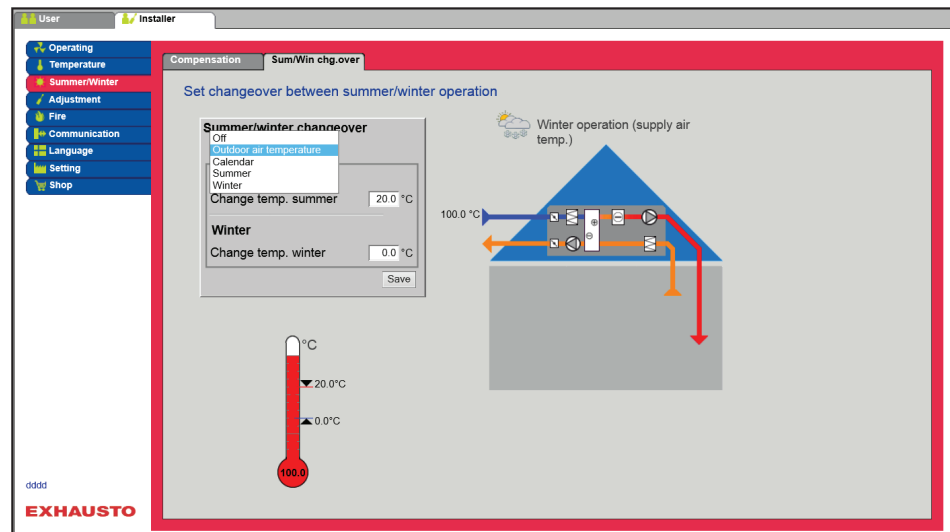 User
Installer
Operating
Temperature
Summer/Winter
Adjustment
Fire
Communication
Language
Setting
Shop
Compensation
Sum/Win chg.over
Set changeover between summer/winter operation
Summer/winter changeover
Off
Outdoor air temperature
Calendar
Summer
Winter
Change temp. summer 20.0 °C
Winter
Change temp. winter 0.0 °C
Save
Winter operation (supply air
temp.)
100.0 °C
°C
20.0°C
0.0°C
100.0
dddd
EXHAUSTO